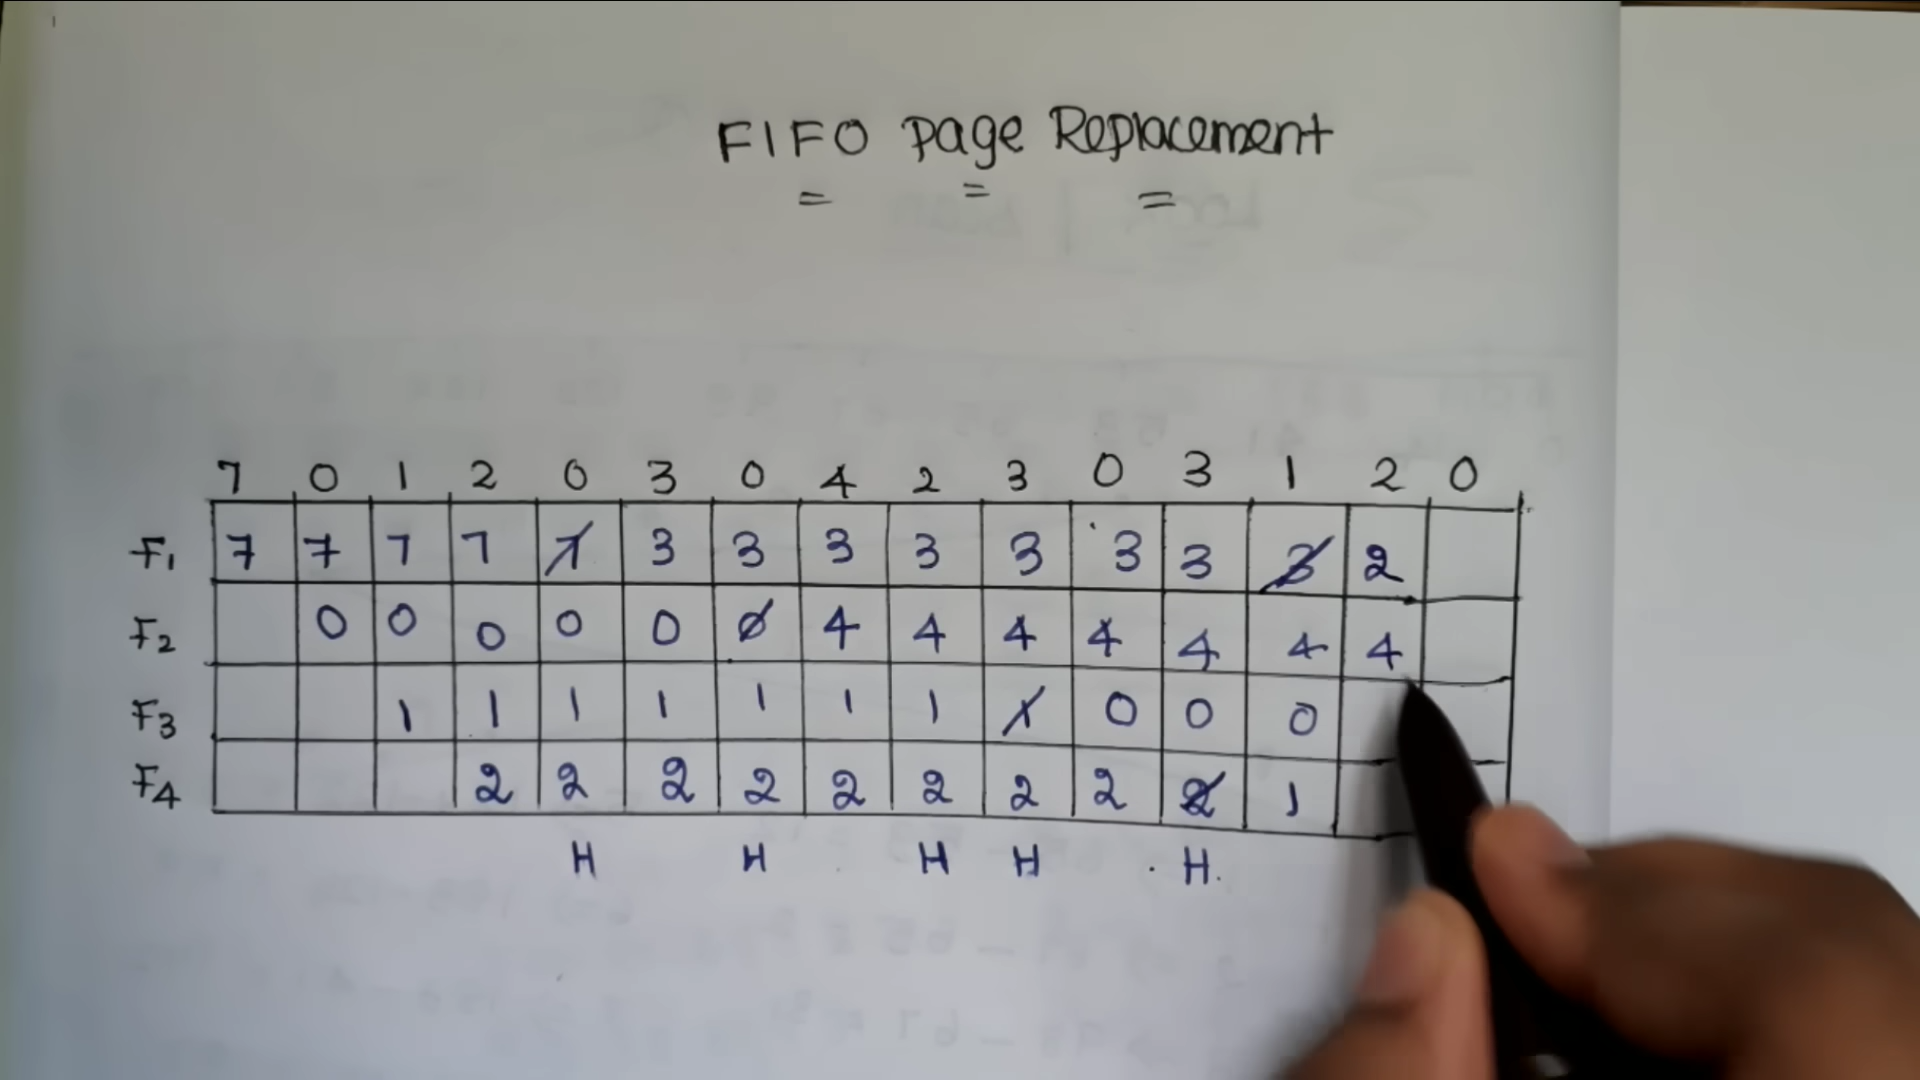 FIFO Page Replacement
7 0 1 2 0 3 0 4 2 3 0 3 1 2 0
F1 7 7 7 7 7 3 3 3 3 3 3 3 3 2
F2 0 0 0 0 0 0 4 4 4 4 4 4 4
F3 1 1 1 1 1 1 1 1 0 0 0
F4 2 2 2 2 2 2 2 2 2 1
H H H H H.